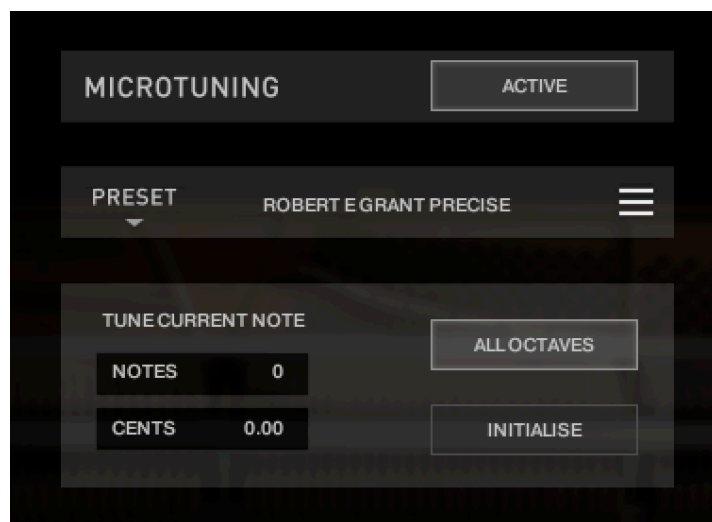 MICROTUNING ACTIVE
PRESET ROBERT E GRANT PRECISE
TUNE CURRENT NOTE
ALL OCTAVES
NOTES 0
CENTS 0.00 INITIALISE